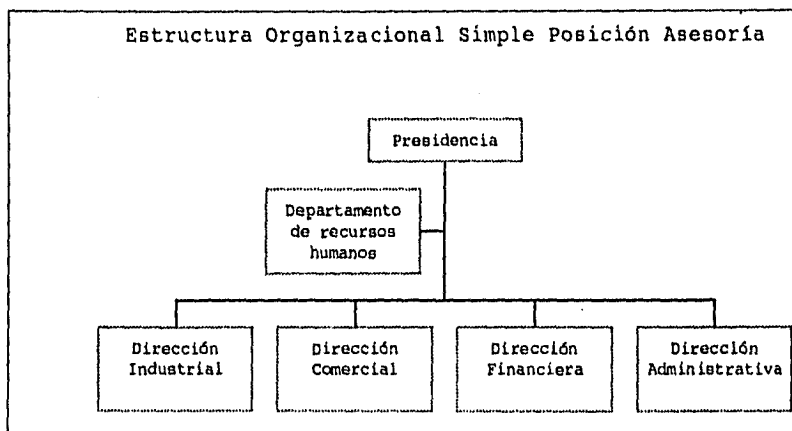 Estructura Organizacional Simple Posición Asesoría
Presidencia
Departamento
de recursos
humanos
Dirección
Industrial
Dirección
Comercial
Dirección
Financiera
Dirección
Administrativa